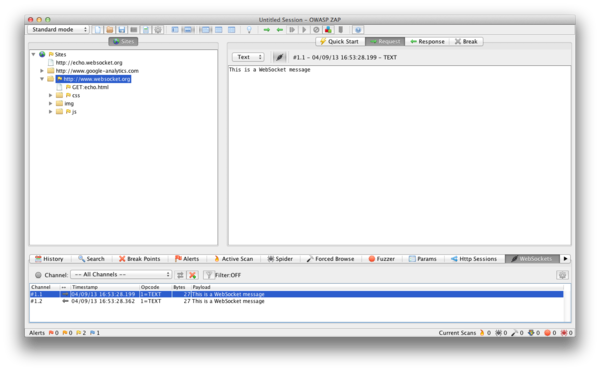 Untitled Session - OWASP ZAP
Standard mode
Sites
Quick Start Request Response Break
Sites
http://echo.websocket.org
http://www.google-analytics.com
http://www.websocket.org
GET:echo.html
css
img
js
Text #1.1 - 04/09/13 16:53:28.199 - TEXT
This is a WebSocket message
History Search Break Points Alerts Active Scan Spider Forced Browse Fuzzer Params Http Sessions WebSockets
Channel: -- All Channels -- Filter:OFF
Channel Timestamp Opcode Bytes Payload
#1.1 04/09/13 16:53:28.199 1=TEXT 27 This is a WebSocket message
#1.2 04/09/13 16:53:28.362 1=TEXT 27 This is a WebSocket message
Alerts 0 0 2 1 Current Scans 0 0 0 0 0 0